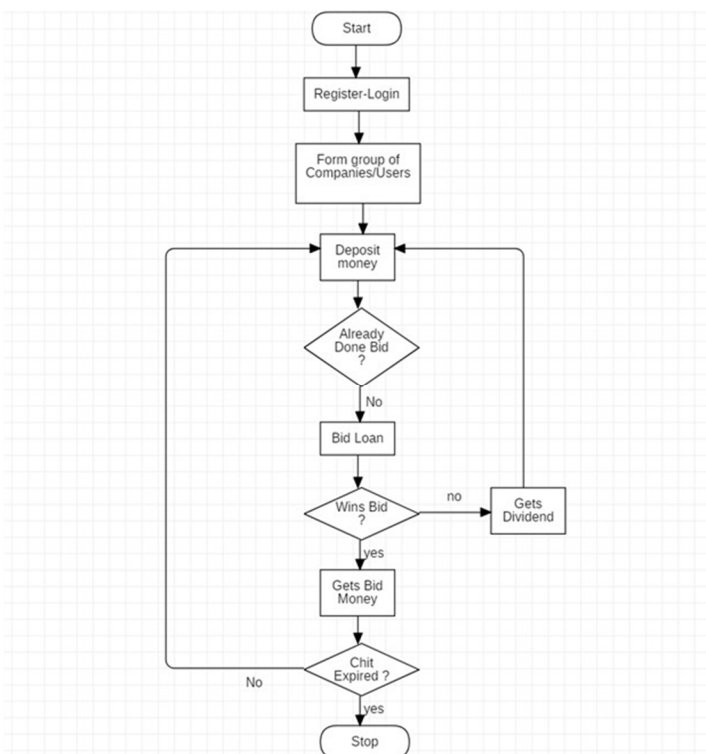 Start
Register-Login
Form group of
Companies/Users
Deposit
money
Already
Done Bid
?
No
Bid Loan
Wins Bid
?
no
Gets
Dividend
yes
Gets Bid
Money
Chit
Expired ?
No
yes
Stop